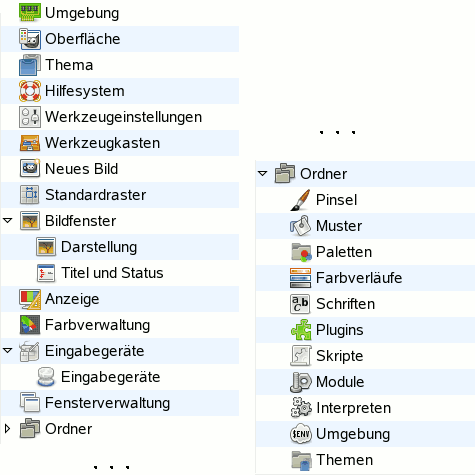 Umgebung
Oberfläche
Thema
Hilfesystem
Werkzeugeinstellungen
Werkzeugkasten
Neues Bild
Standardraster
Bildfenster
Darstellung
Titel und Status
Anzeige
Farbverwaltung
Eingabegeräte
Eingabegeräte
Fensterverwaltung
Ordner
. . .
. . .
Ordner
Pinsel
Muster
Paletten
Farbverläufe
Schriften
Plugins
Skripte
Module
Interpreten
$ENV Umgebung
Themen